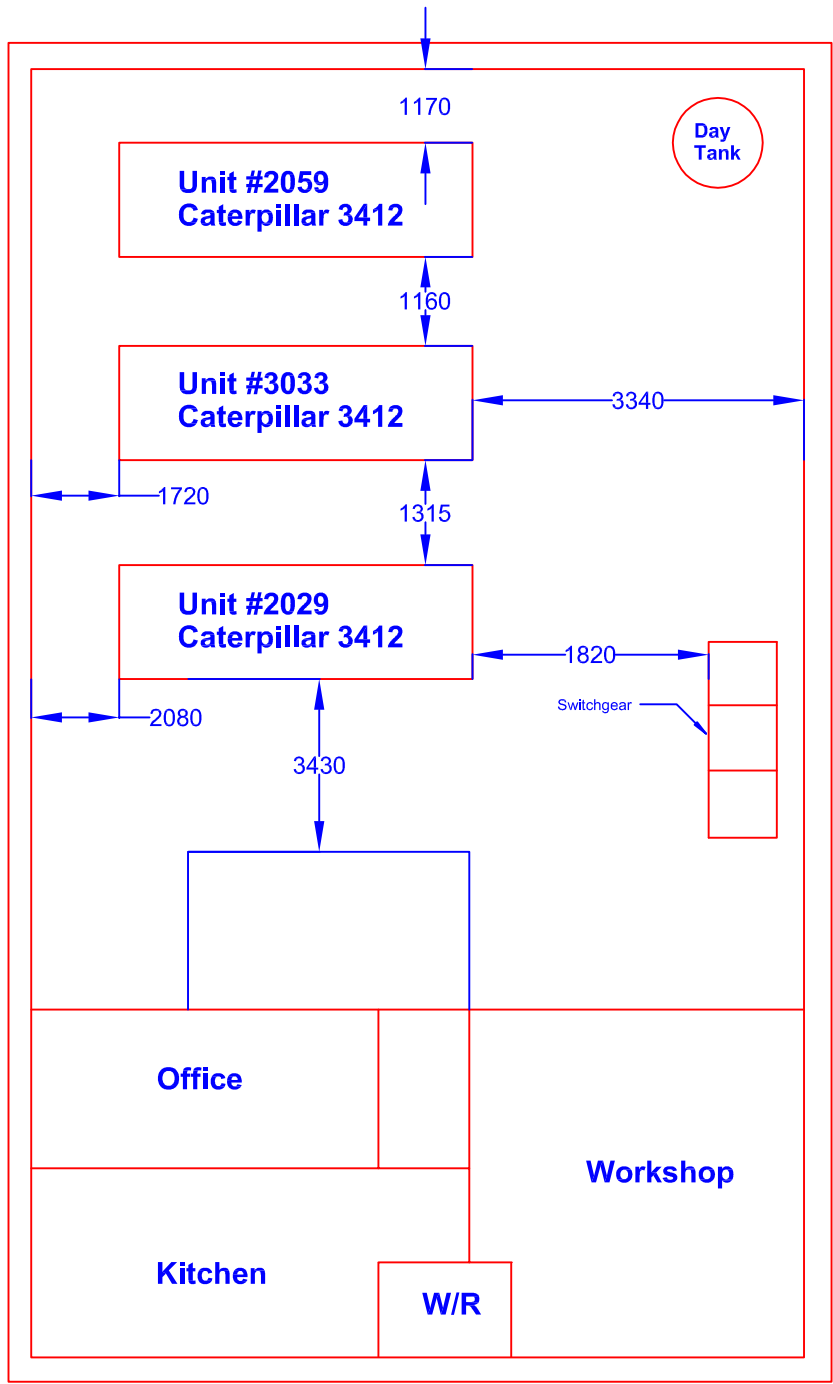 1170
Day
Tank
Unit #2059
Caterpillar 3412
1160
Unit #3033
Caterpillar 3412
3340
1720
1315
Unit #2029
Caterpillar 3412
1820
Switchgear
2080
3430
Office
Workshop
Kitchen
W/R